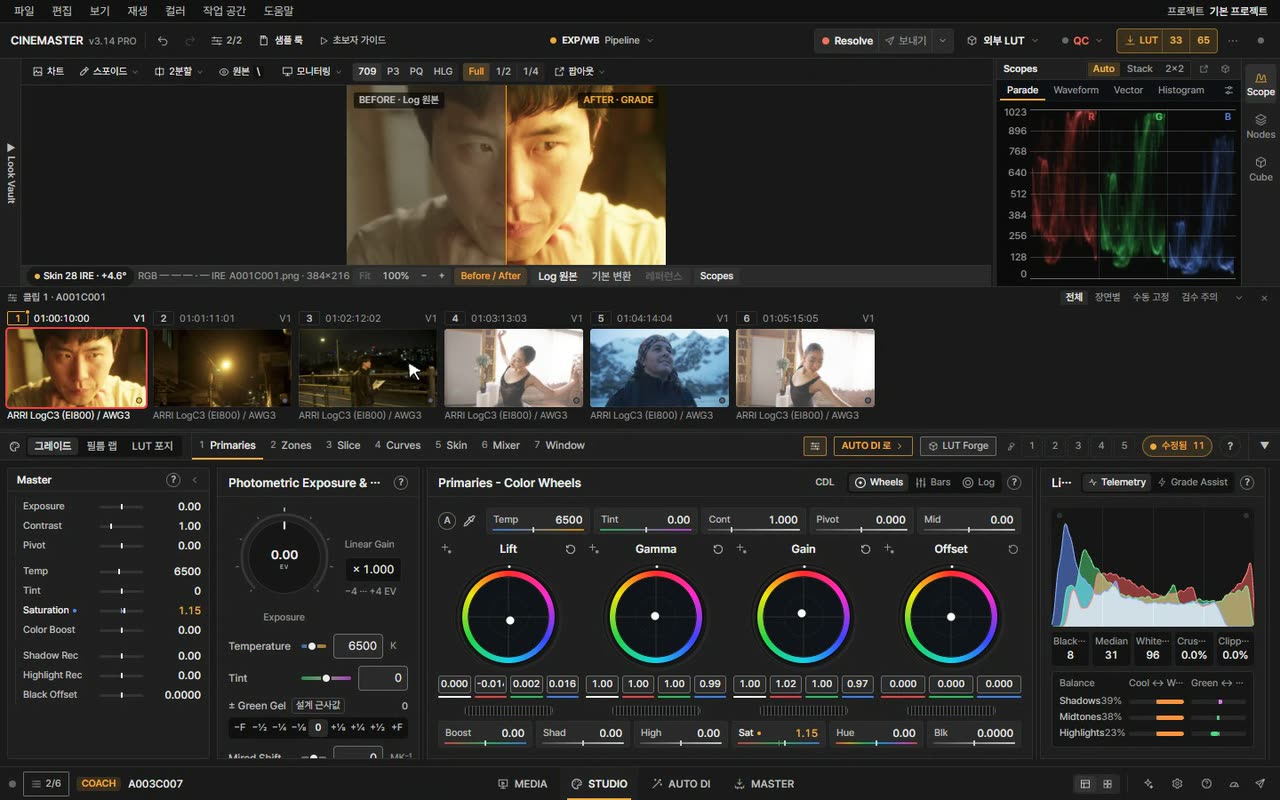 파일 편집 보기 재생 컬러 작업 공간 도움말 프로젝트 기본 프로젝트
CINEMASTER v3.14 PRO 2/2 샘플 룩 초보자 가이드 EXP/WB Pipeline Resolve 보내기 외부 LUT QC LUT 33 65
차트 스포이드 2분할 원본 모니터링 709 P3 PQ HLG Full 1/2 1/4 팝아웃
Scopes Auto Stack 2×2
Parade Waveform Vector Histogram
Scope
Nodes
Cube
Look Vault
BEFORE · Log 원본 AFTER · GRADE
R G B
1023
896
768
640
512
384
256
128
0
Skin 28 IRE · +4.6° RGB — — — · — IRE A001C001.png · 384×216 Fit 100% − + Before / After Log 원본 기본 변환 레퍼런스 Scopes
클립 1 · A001C001 전체 장면별 수동 고정 검수 주의
1 01:00:10:00 V1 2 01:01:11:01 V1 3 01:02:12:02 V1 4 01:03:13:03 V1 5 01:04:14:04 V1 6 01:05:15:05 V1
ARRI LogC3 (EI800) / AWG3 ARRI LogC3 (EI800) / AWG3 ARRI LogC3 (EI800) / AWG3 ARRI LogC3 (EI800) / AWG3 ARRI LogC3 (EI800) / AWG3 ARRI LogC3 (EI800) / AWG3
그레이드 필름 랩 LUT 포지 1 Primaries 2 Zones 3 Slice 4 Curves 5 Skin 6 Mixer 7 Window AUTO DI 로 LUT Forge 1 2 3 4 5 수정됨 11 ?
Master ?
Exposure 0.00
Contrast 1.00
Pivot 0.00
Temp 6500
Tint 0
Saturation 1.15
Color Boost 0.00
Shadow Rec 0.00
Highlight Rec 0.00
Black Offset 0.0000
Photometric Exposure & ··· ?
0.00
EV
Linear Gain
× 1.000
−4 ··· +4 EV
Exposure
Temperature 6500 K
Tint 0
± Green Gel 설계 근사값 0
−F −½ −¼ −⅛ 0 +⅛ +¼ +½ +F
Mired Shift 0 MK⁻¹
Primaries - Color Wheels CDL Wheels Bars Log ?
A Temp 6500 Tint 0.00 Cont 1.000 Pivot 0.000 Mid 0.00
Lift Gamma Gain Offset
0.000 -0.01 0.002 0.016 1.00 1.00 1.00 0.99 1.00 1.02 1.00 0.97 0.000 0.000 0.000
Boost 0.00 Shad 0.00 High 0.00 Sat 1.15 Hue 0.00 Blk 0.0000
Li··· Telemetry Grade Assist ?
Black··· Median White··· Crus··· Clipp···
8 31 96 0.0% 0.0%
Balance Cool ↔ W··· Green ↔ ···
Shadows 39%
Midtones 38%
Highlights 23%
2/6 COACH A003C007 MEDIA STUDIO AUTO DI MASTER